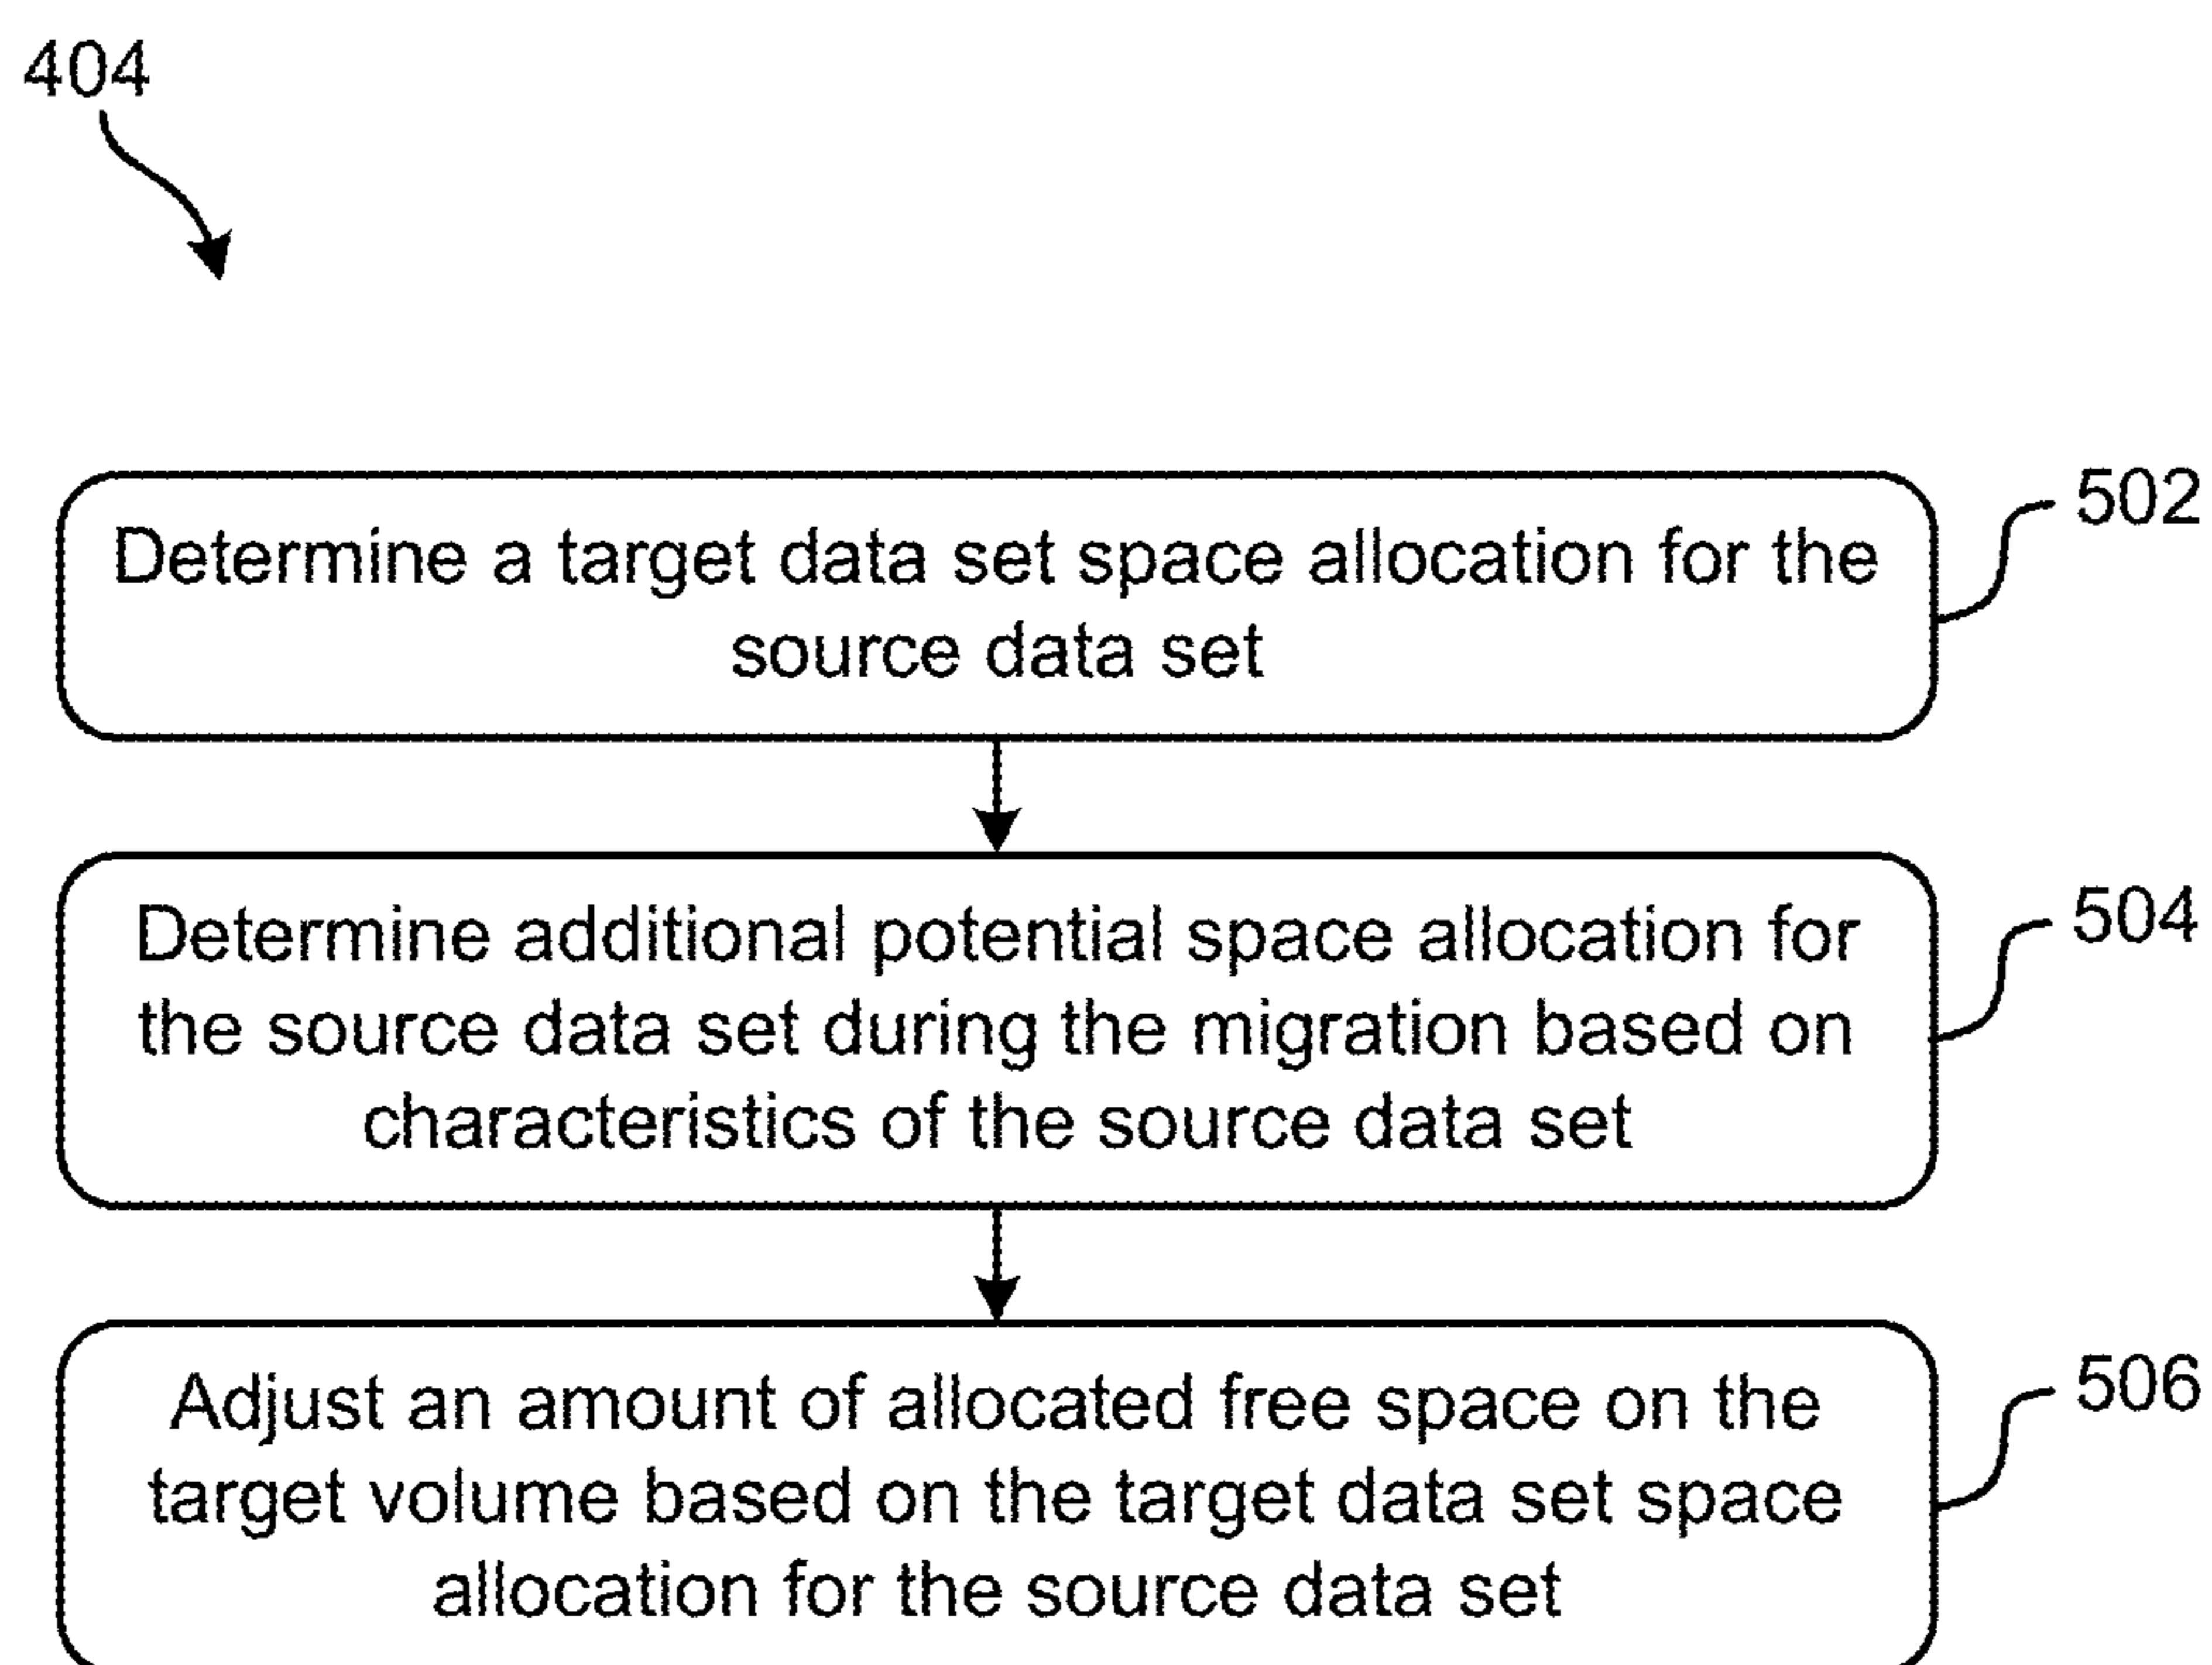 404
Determine a target data set space allocation for the
source data set
502
Determine additional potential space allocation for
the source data set during the migration based on
characteristics of the source data set
504
Adjust an amount of allocated free space on the
target volume based on the target data set space
allocation for the source data set
506